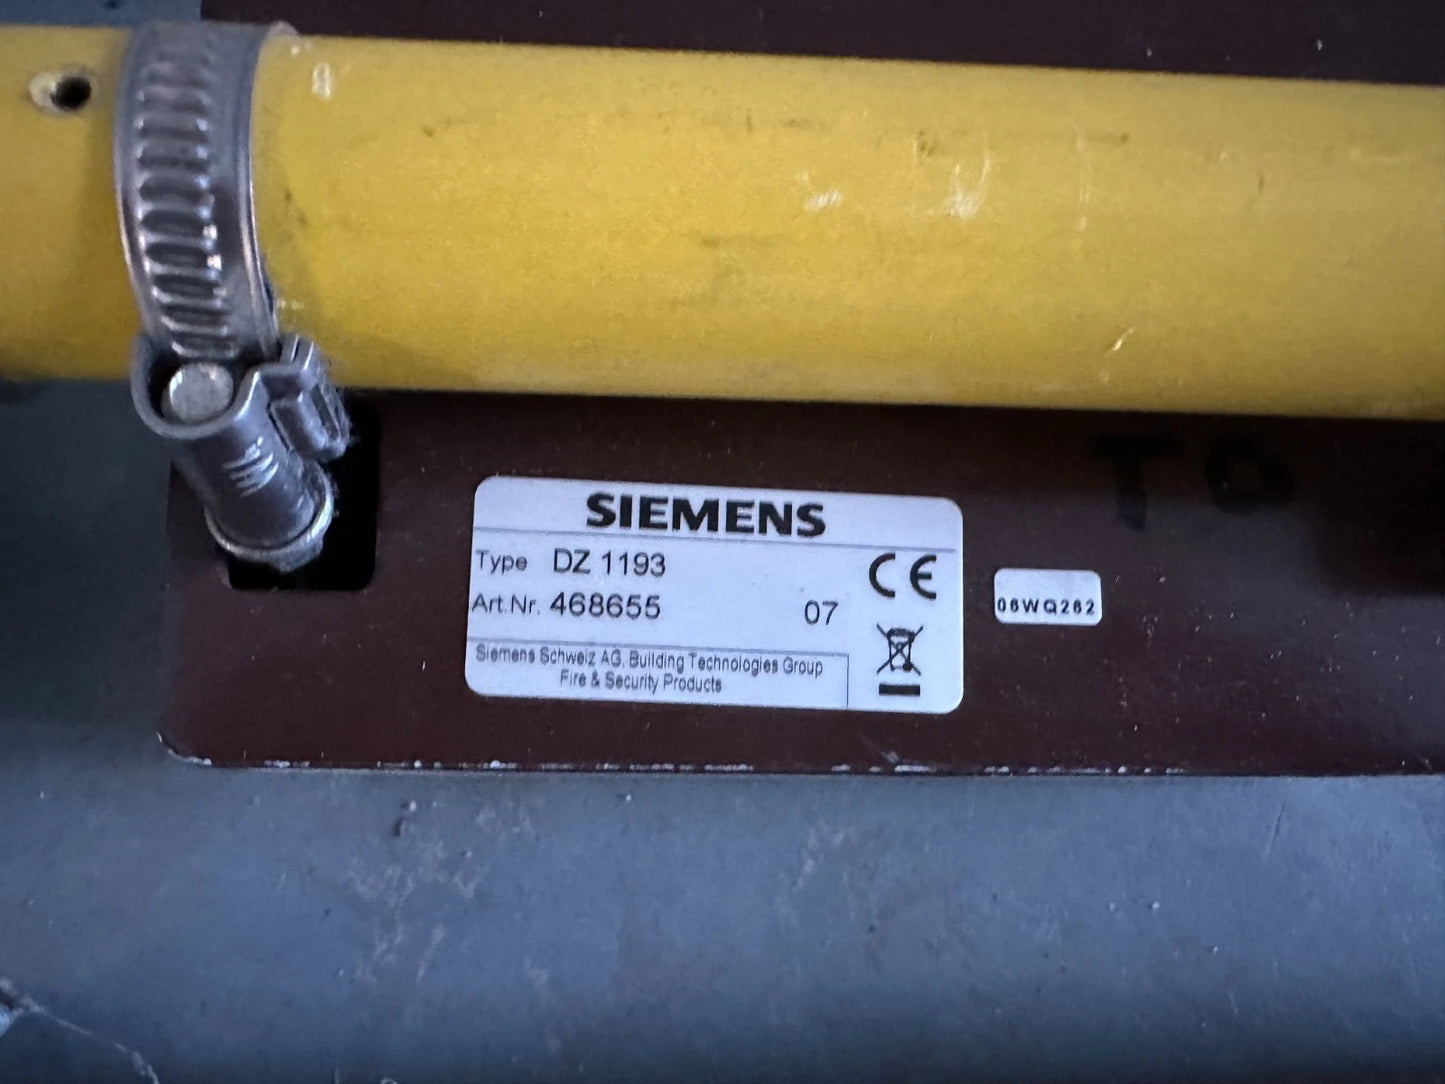 SIEMENS
Type DZ 1193
Art.Nr. 468655 07
CE
Siemens Schweiz AG, Building Technologies Group
Fire & Security Products
06WQ262